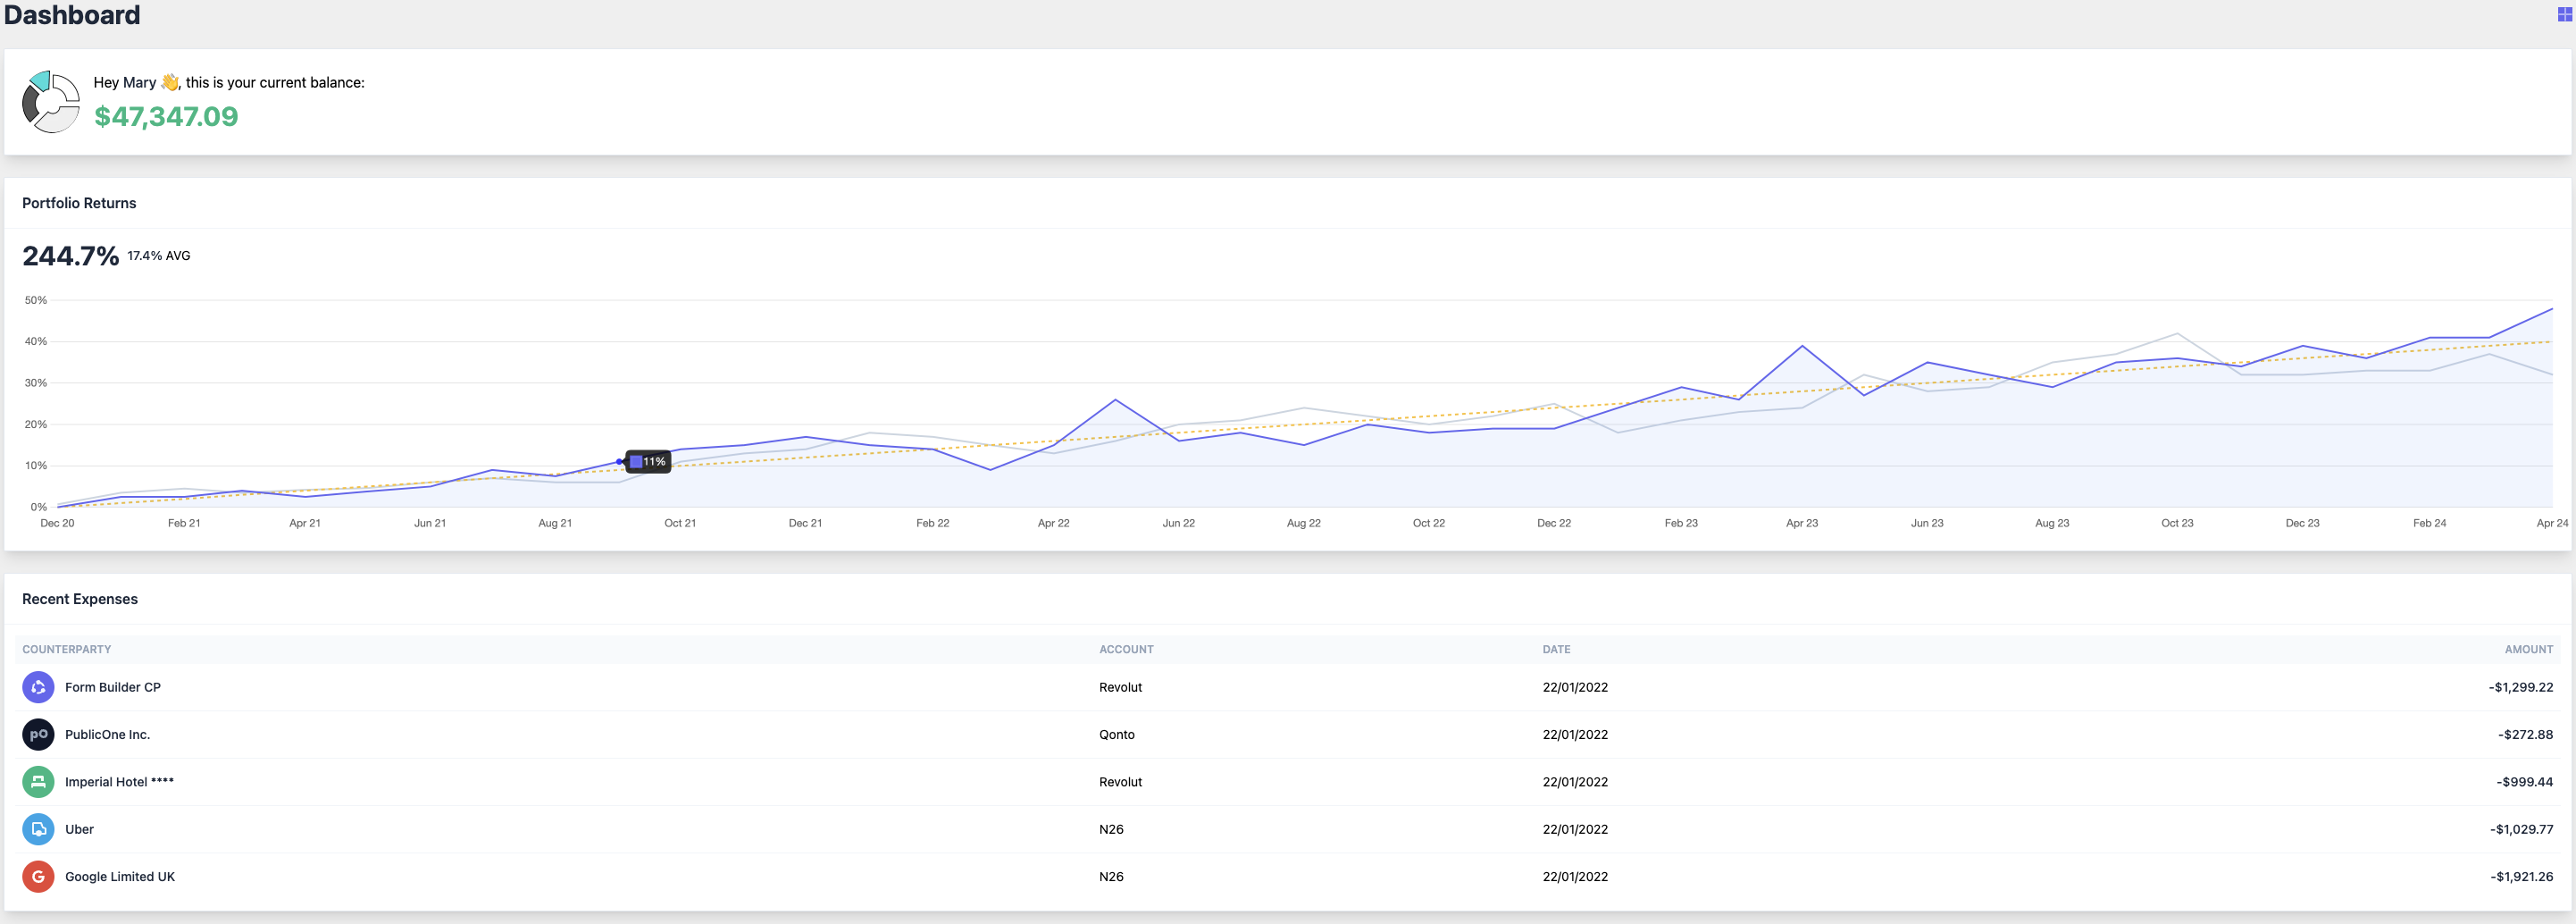 Dashboard
Hey Mary 👋, this is your current balance:
$47,347.09
Portfolio Returns
244.7% 17.4% AVG
50%
40%
30%
20%
10%
0%
11%
Dec 20 Feb 21 Apr 21 Jun 21 Aug 21 Oct 21 Dec 21 Feb 22 Apr 22 Jun 22 Aug 22 Oct 22 Dec 22 Feb 23 Apr 23 Jun 23 Aug 23 Oct 23 Dec 23 Feb 24 Apr 24
Recent Expenses
COUNTERPARTY ACCOUNT DATE AMOUNT
Form Builder CP Revolut 22/01/2022 -$1,299.22
pO PublicOne Inc. Qonto 22/01/2022 -$272.88
Imperial Hotel **** Revolut 22/01/2022 -$999.44
Uber N26 22/01/2022 -$1,029.77
G Google Limited UK N26 22/01/2022 -$1,921.26